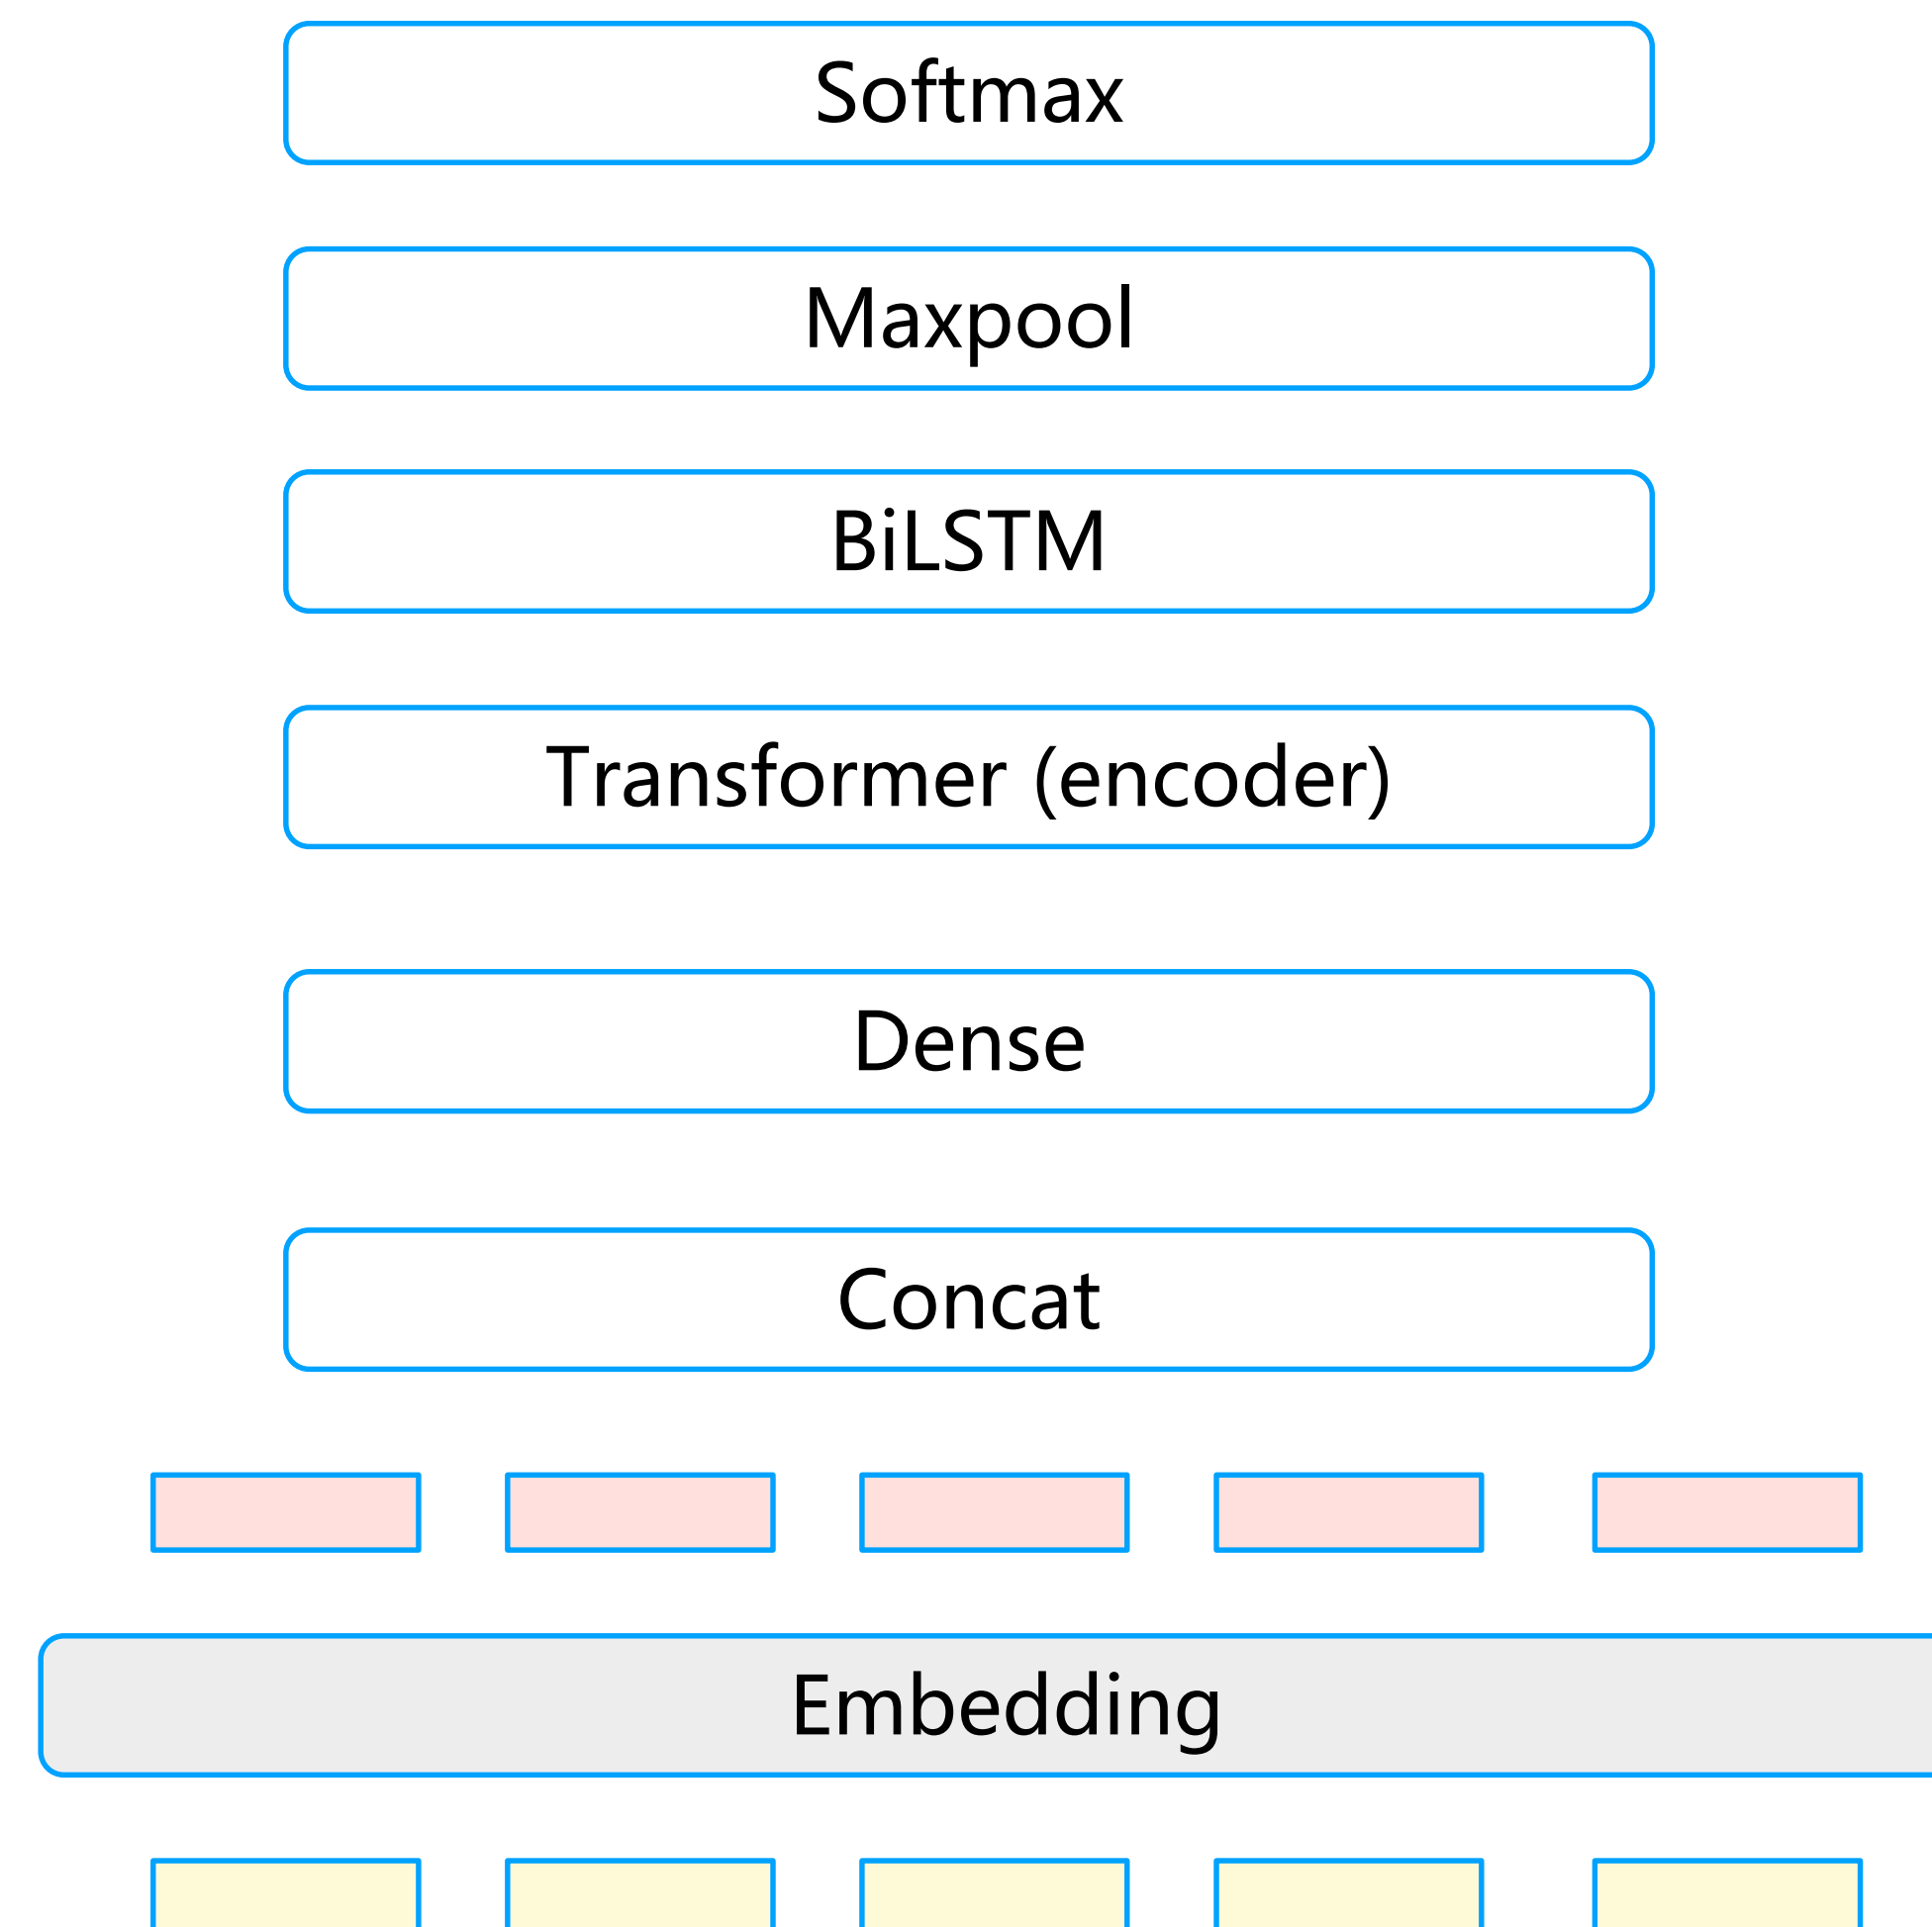 Softmax
Maxpool
BiLSTM
Transformer (encoder)
Dense
Concat
Embedding